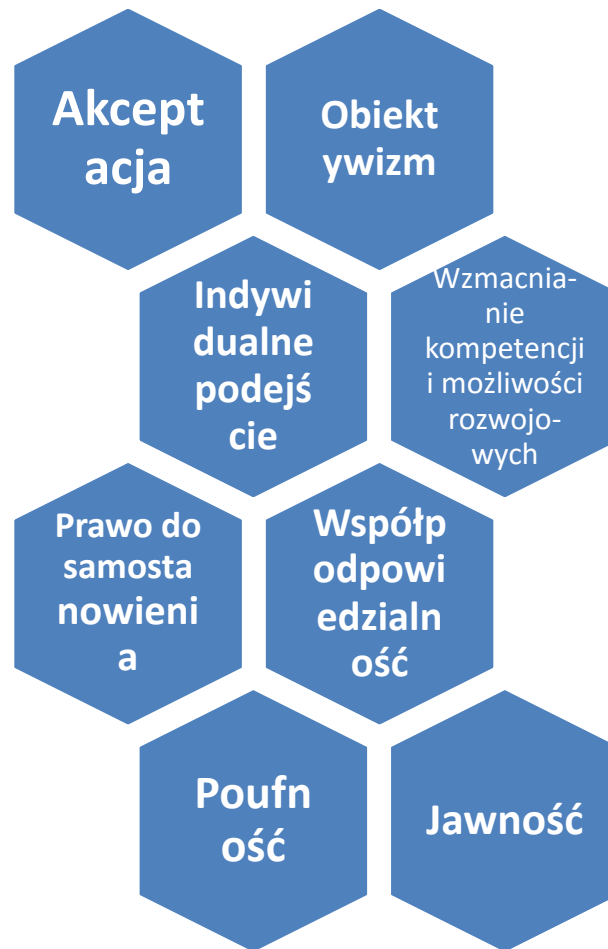 Akcept
acja
Obiekt
ywizm
Indywi
dualne
podejś
cie
Wzmacnia-
nie
kompetencji
i możliwości
rozwojo-
wych
Prawo do
samosta
nowieni
a
Współp
odpowi
edzialn
ość
Poufn
ość
Jawność